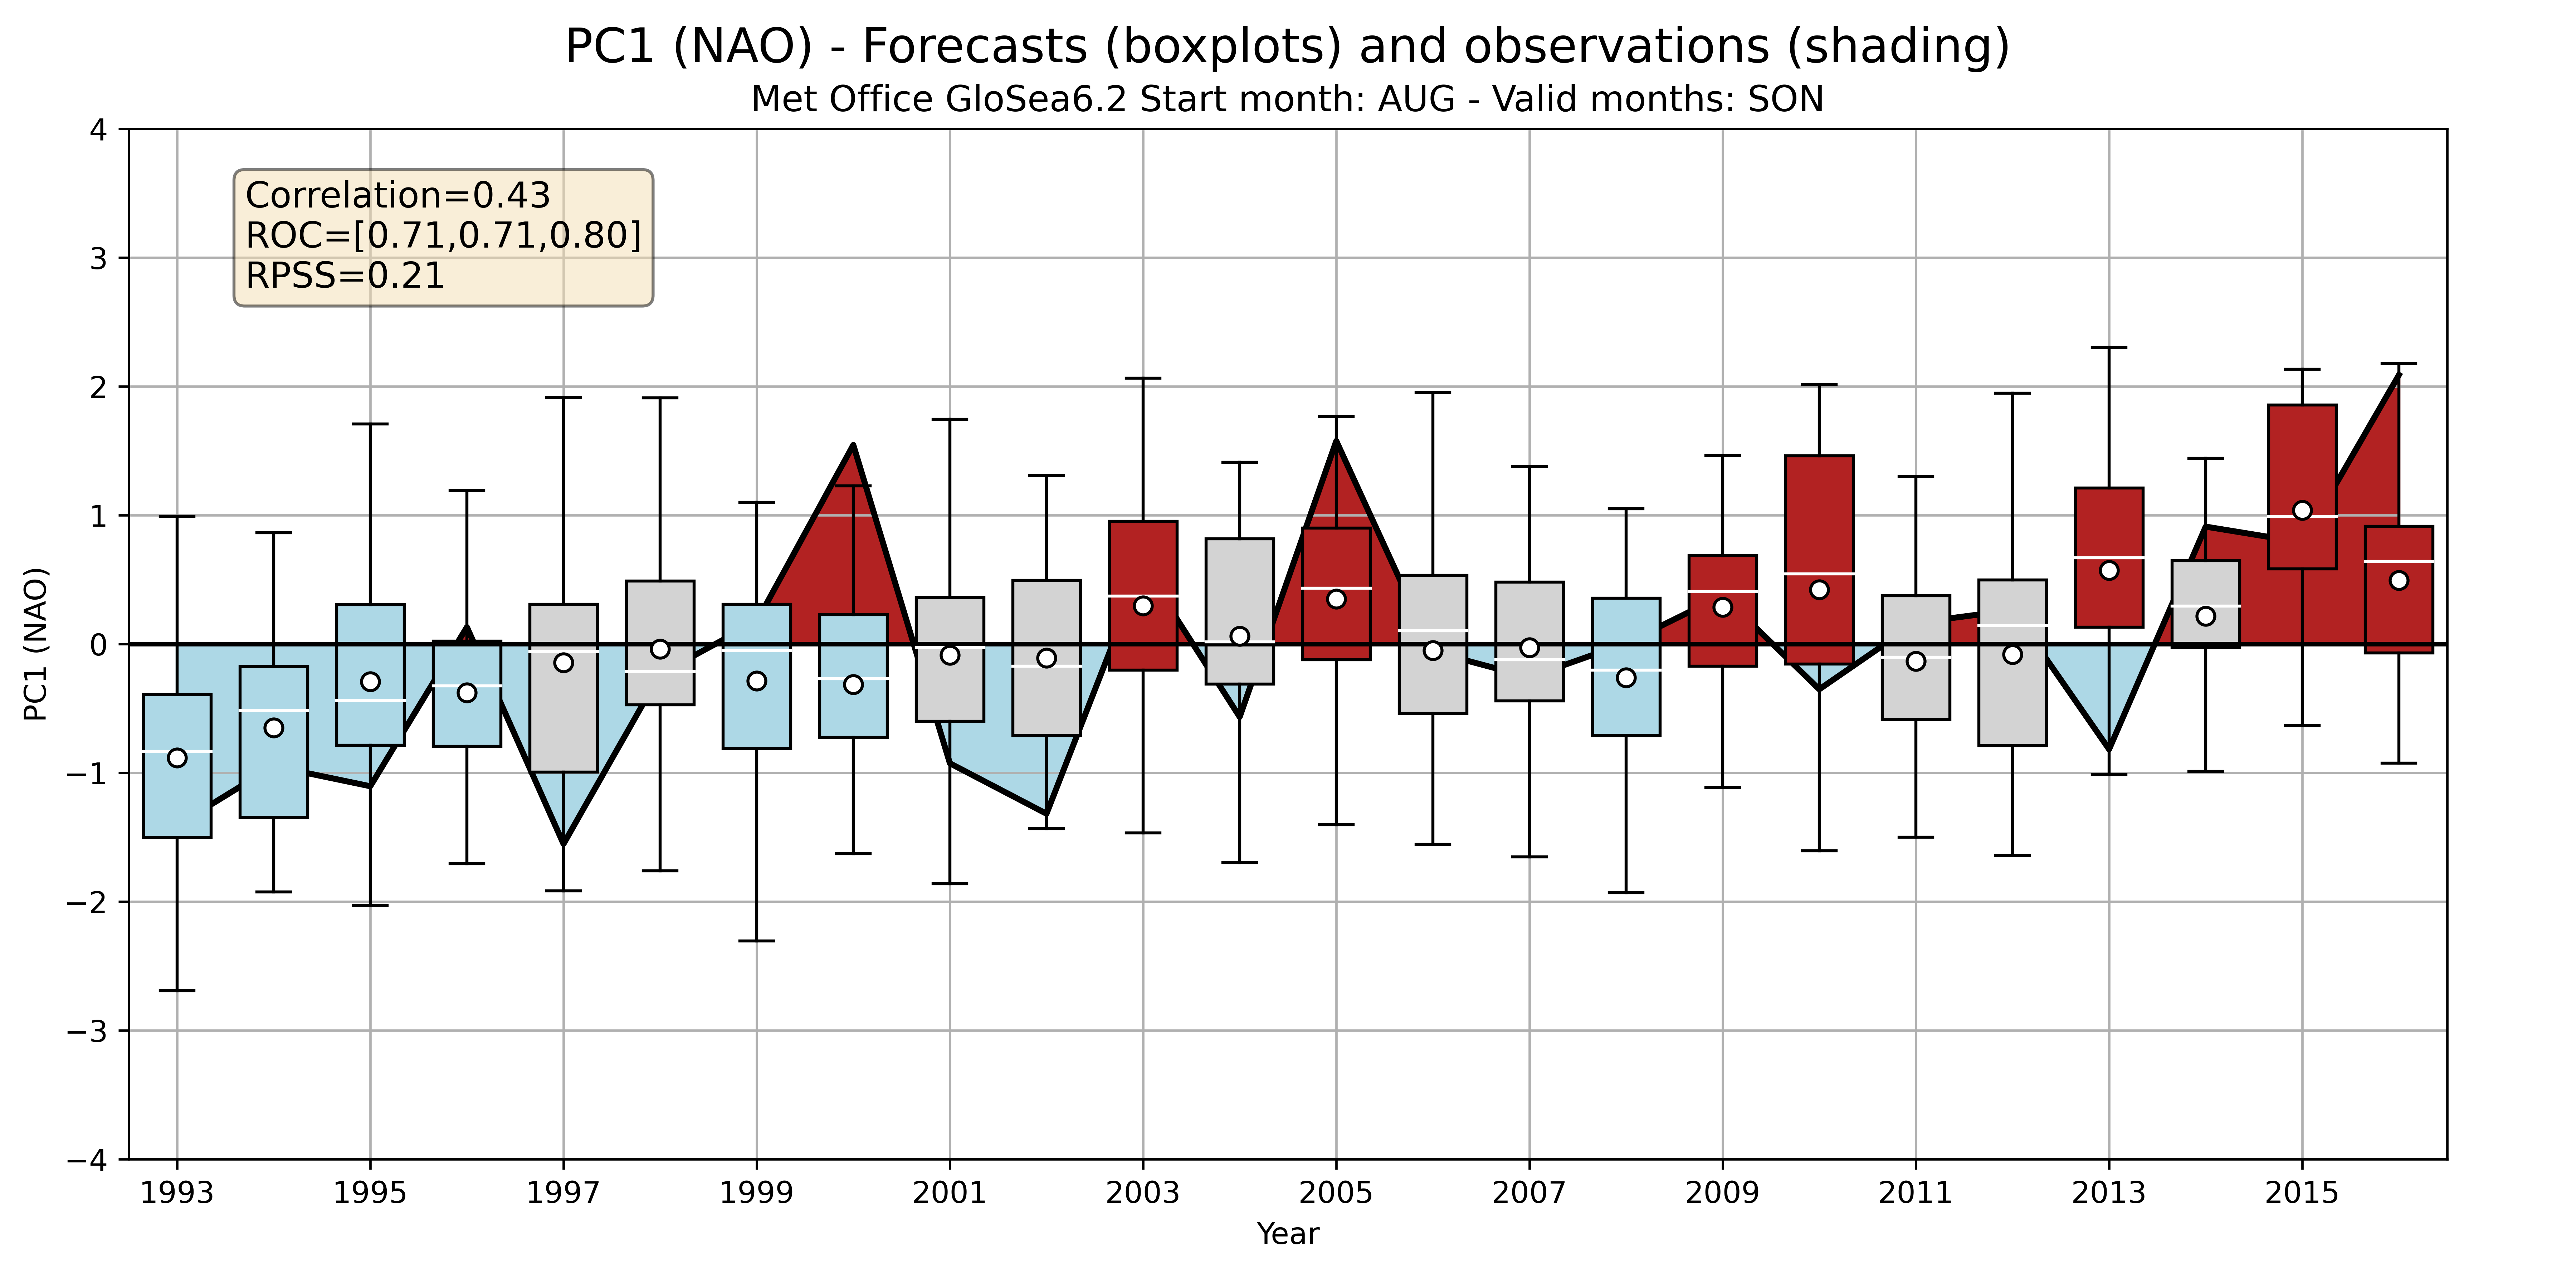 PC1 (NAO) - Forecasts (boxplots) and observations (shading)
Met Office GloSea6.2 Start month: AUG - Valid months: SON
Correlation=0.43
ROC=[0.71,0.71,0.80]
RPSS=0.21
PC1 (NAO)
4
3
2
1
0
−1
−2
−3
−4
1993 1995 1997 1999 2001 2003 2005 2007 2009 2011 2013 2015
Year